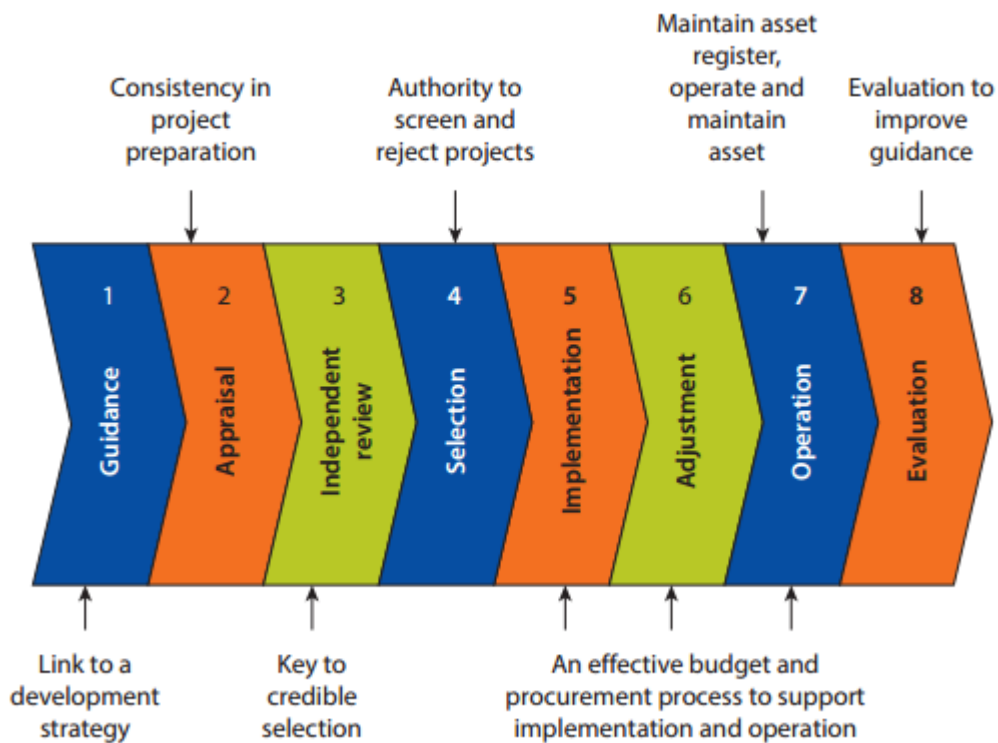 Consistency in
project
preparation
Authority to
screen and
reject projects
Maintain asset
register,
operate and
maintain
asset
Evaluation to
improve
guidance
1
Guidance
2
Appraisal
3
Independent
review
4
Selection
5
Implementation
6
Adjustment
7
Operation
8
Evaluation
Link to a
development
strategy
Key to
credible
selection
An effective budget and
procurement process to support
implementation and operation